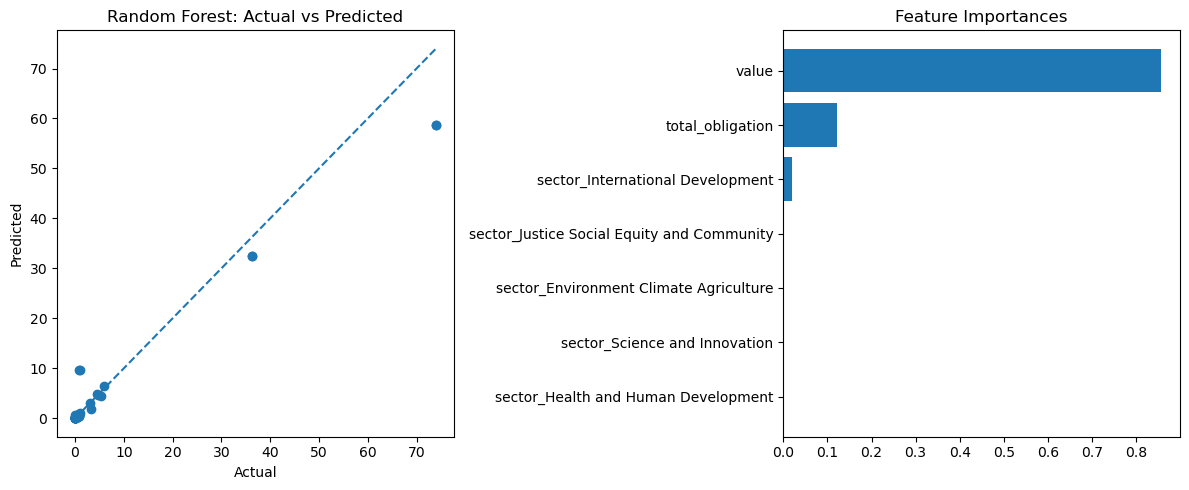 Random Forest: Actual vs Predicted
70
60
50
40
30
20
10
0
Predicted
0 10 20 30 40 50 60 70
Actual
Feature Importances
value
total_obligation
sector_International Development
sector_Justice Social Equity and Community
sector_Environment Climate Agriculture
sector_Science and Innovation
sector_Health and Human Development
0.0 0.1 0.2 0.3 0.4 0.5 0.6 0.7 0.8